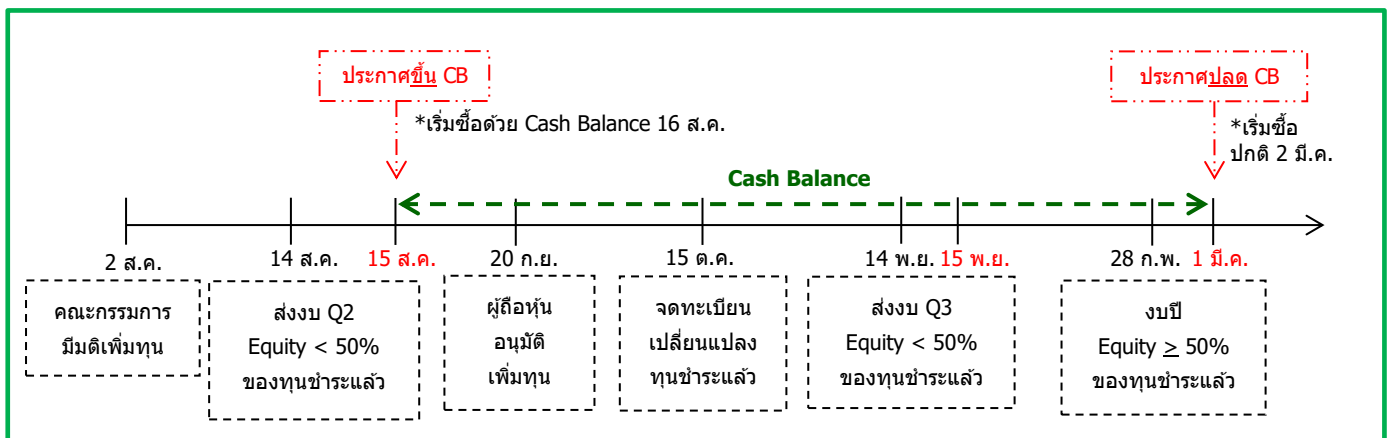 ประกาศขึ้น CB
ประกาศปลด CB
*เริ่มซื้อด้วย Cash Balance 16 ส.ค.
*เริ่มซื้อ
ปกติ 2 มี.ค.
Cash Balance
2 ส.ค.
14 ส.ค.
15 ส.ค.
20 ก.ย.
15 ต.ค.
14 พ.ย.
15 พ.ย.
28 ก.พ.
1 มี.ค.
คณะกรรมการ
มีมติเพิ่มทุน
ส่งงบ Q2
Equity < 50%
ของทุนชำระแล้ว
ผู้ถือหุ้น
อนุมัติ
เพิ่มทุน
จดทะเบียน
เปลี่ยนแปลง
ทุนชำระแล้ว
ส่งงบ Q3
Equity < 50%
ของทุนชำระแล้ว
งบปี
Equity ≥ 50%
ของทุนชำระแล้ว